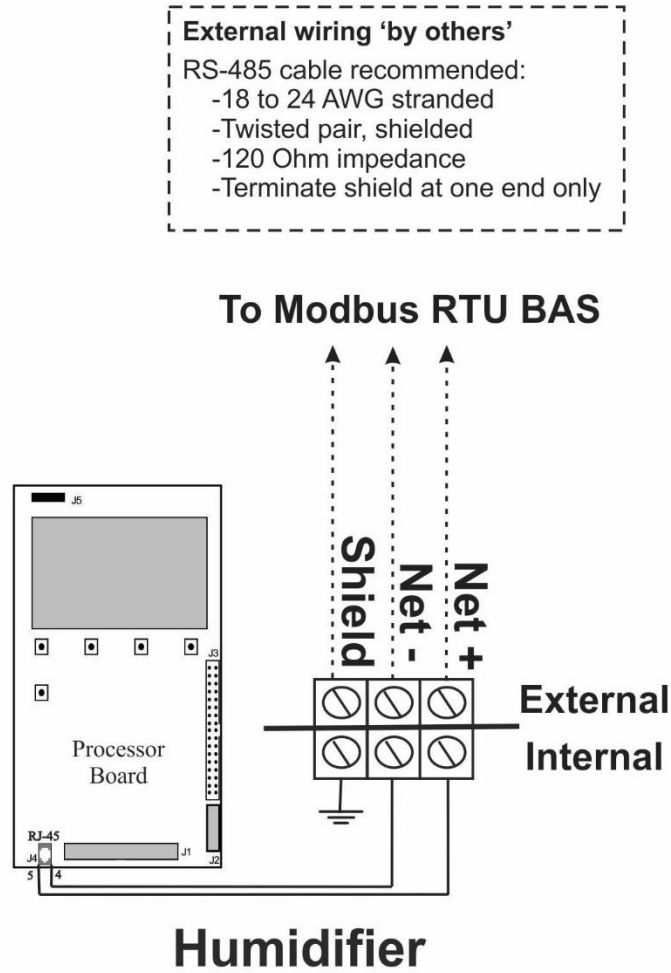 External wiring ‘by others’
RS-485 cable recommended:
-18 to 24 AWG stranded
-Twisted pair, shielded
-120 Ohm impedance
-Terminate shield at one end only
To Modbus RTU BAS
J5
Shield
Net -
Net +
J3
External
Internal
Processor
Board
RJ-45
J4
J1
J2
5 4
Humidifier